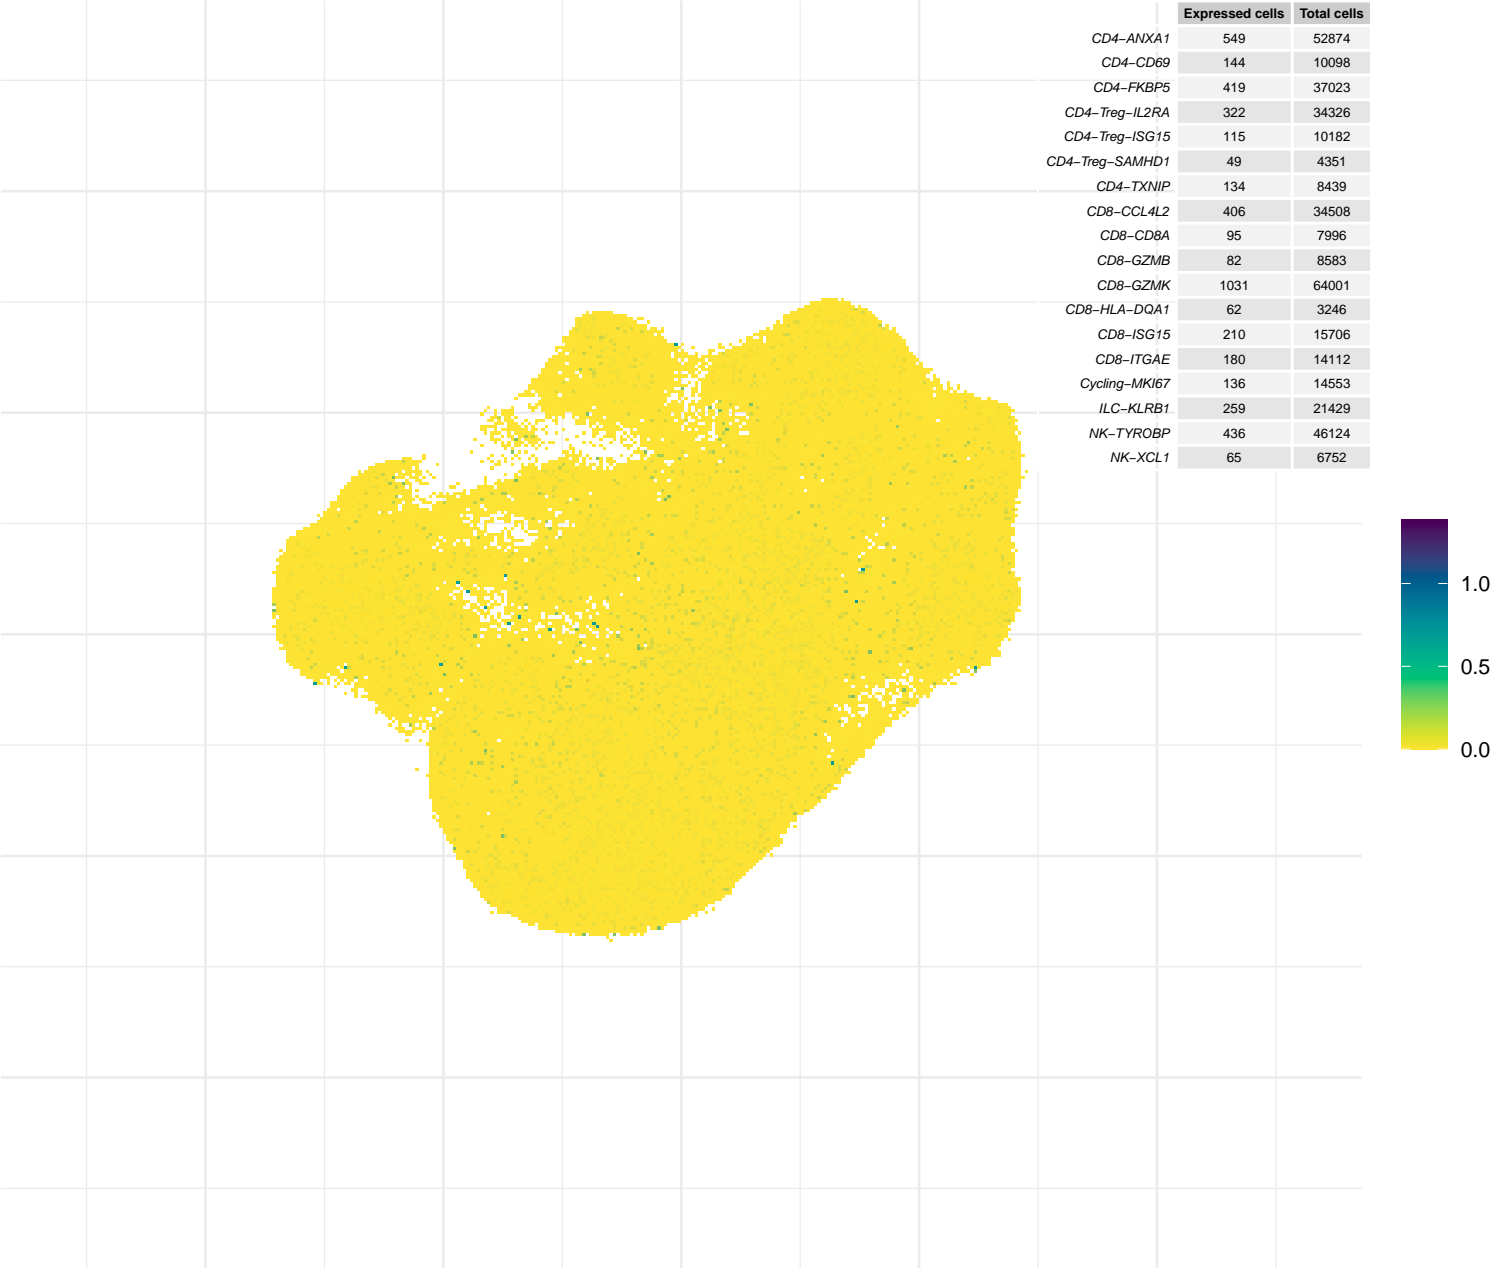 Expressed cells Total cells
CD4−ANXA1 549 52874
CD4−CD69 144 10098
CD4−FKBP5 419 37023
CD4−Treg−IL2RA 322 34326
CD4−Treg−ISG15 115 10182
CD4−Treg−SAMHD1 49 4351
CD4−TXNIP 134 8439
CD8−CCL4L2 406 34508
CD8−CD8A 95 7996
CD8−GZMB 82 8583
CD8−GZMK 1031 64001
CD8−HLA−DQA1 62 3246
CD8−ISG15 210 15706
CD8−ITGAE 180 14112
Cycling−MKI67 136 14553
ILC−KLRB1 259 21429
NK−TYROBP 436 46124
NK−XCL1 65 6752
1.0
0.5
0.0